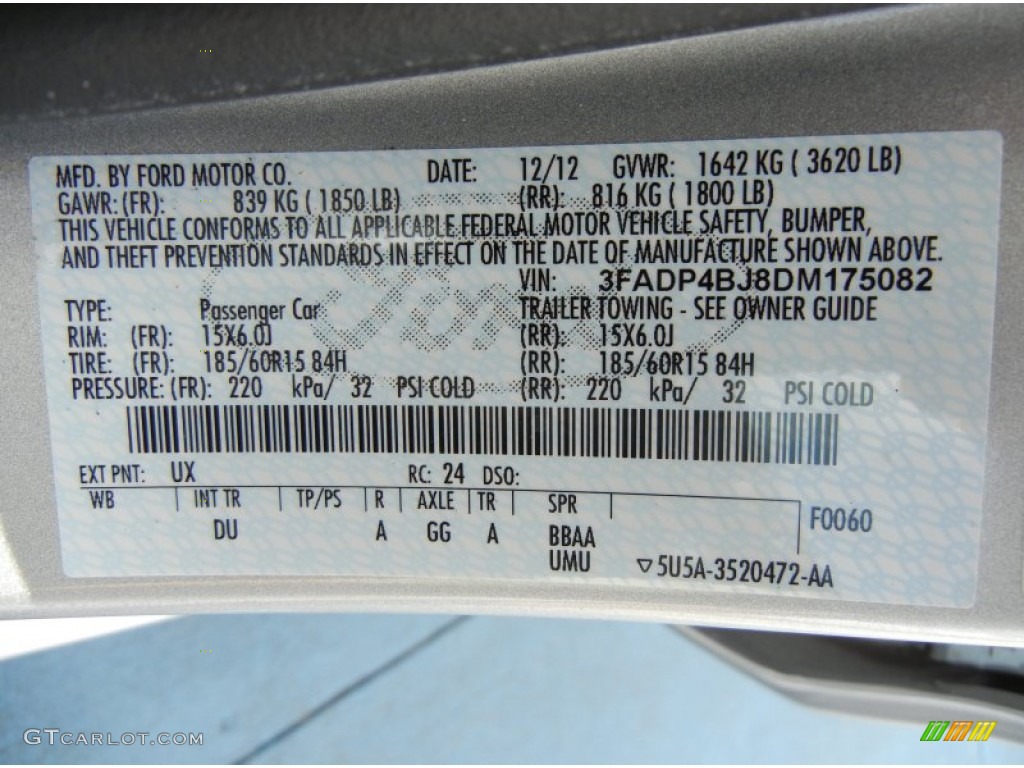 MFD. BY FORD MOTOR CO. DATE: 12/12 GVWR: 1642 KG ( 3620 LB)
GAWR: (FR): 839 KG ( 1850 LB) (RR): 816 KG ( 1800 LB)
THIS VEHICLE CONFORMS TO ALL APPLICABLE FEDERAL MOTOR VEHICLE SAFETY, BUMPER,
AND THEFT PREVENTION STANDARDS IN EFFECT ON THE DATE OF MANUFACTURE SHOWN ABOVE.
VIN: 3FADP4BJ8DM175082
TYPE: Passenger Car TRAILER TOWING - SEE OWNER GUIDE
RIM: (FR): 15X6.0J (RR): 15X6.0J
TIRE: (FR): 185/60R15 84H (RR): 185/60R15 84H
PRESSURE: (FR): 220 kPa/ 32 PSI COLD (RR): 220 kPa/ 32 PSI COLD
EXT PNT: UX RC: 24 DSO:
WB INT TR TP/PS R AXLE TR SPR
F0060
DU A GG A BBAA
UMU ▽5U5A-3520472-AA
Ford
GTCARLOT.COM